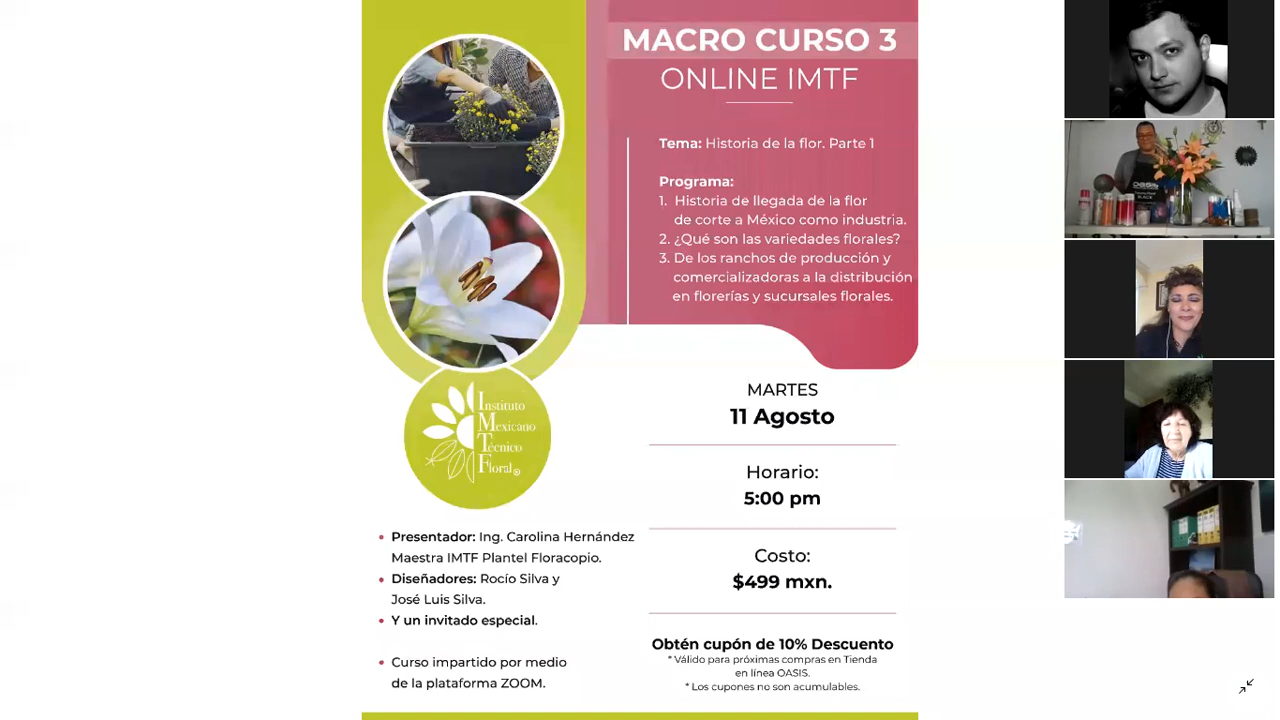 MACRO CURSO 3
ONLINE IMTF
Tema: Historia de la flor. Parte 1
Programa:
1. Historia de llegada de la flor
de corte a México como industria.
2. ¿Qué son las variedades florales?
3. De los ranchos de producción y
comercializadoras a la distribución
en florerías y sucursales florales.
Instituto
Mexicano
Técnico
Floral
MARTES
11 Agosto
Horario:
5:00 pm
Costo:
$499 mxn.
Obtén cupón de 10% Descuento
* Válido para próximas compras en Tienda
en línea OASIS.
* Los cupones no son acumulables.
• Presentador: Ing. Carolina Hernández
Maestra IMTF Plantel Floracopio.
• Diseñadores: Rocío Silva y
José Luis Silva.
• Y un invitado especial.
• Curso impartido por medio
de la plataforma ZOOM.
OASIS
BLACK